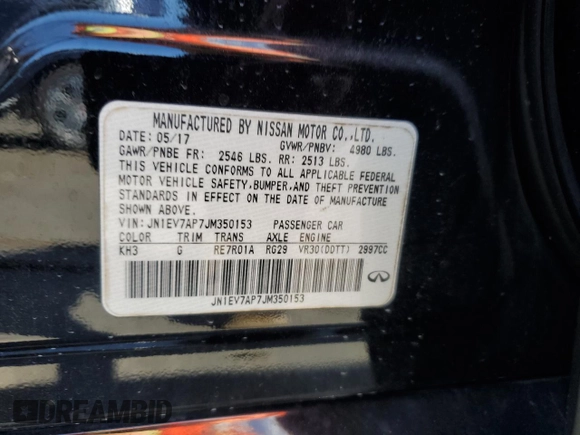 MANUFACTURED BY NISSAN MOTOR CO.,LTD.
DATE: 05/17 GVWR/PNBV: 4980 LBS.
GAWR/PNBE FR: 2546 LBS. RR: 2513 LBS.
THIS VEHICLE CONFORMS TO ALL APPLICABLE FEDERAL
MOTOR VEHICLE SAFETY,BUMPER,AND THEFT PREVENTION
STANDARDS IN EFFECT ON THE DATE OF MANUFACTURE
SHOWN ABOVE.
VIN: JN1EV7AP7JM350153 PASSENGER CAR
COLOR TRIM TRANS AXLE ENGINE
KH3 G RE7R01A RG29 VR30(DDTT) 2997CC
JN1EV7AP7JM350153
DREAMBID